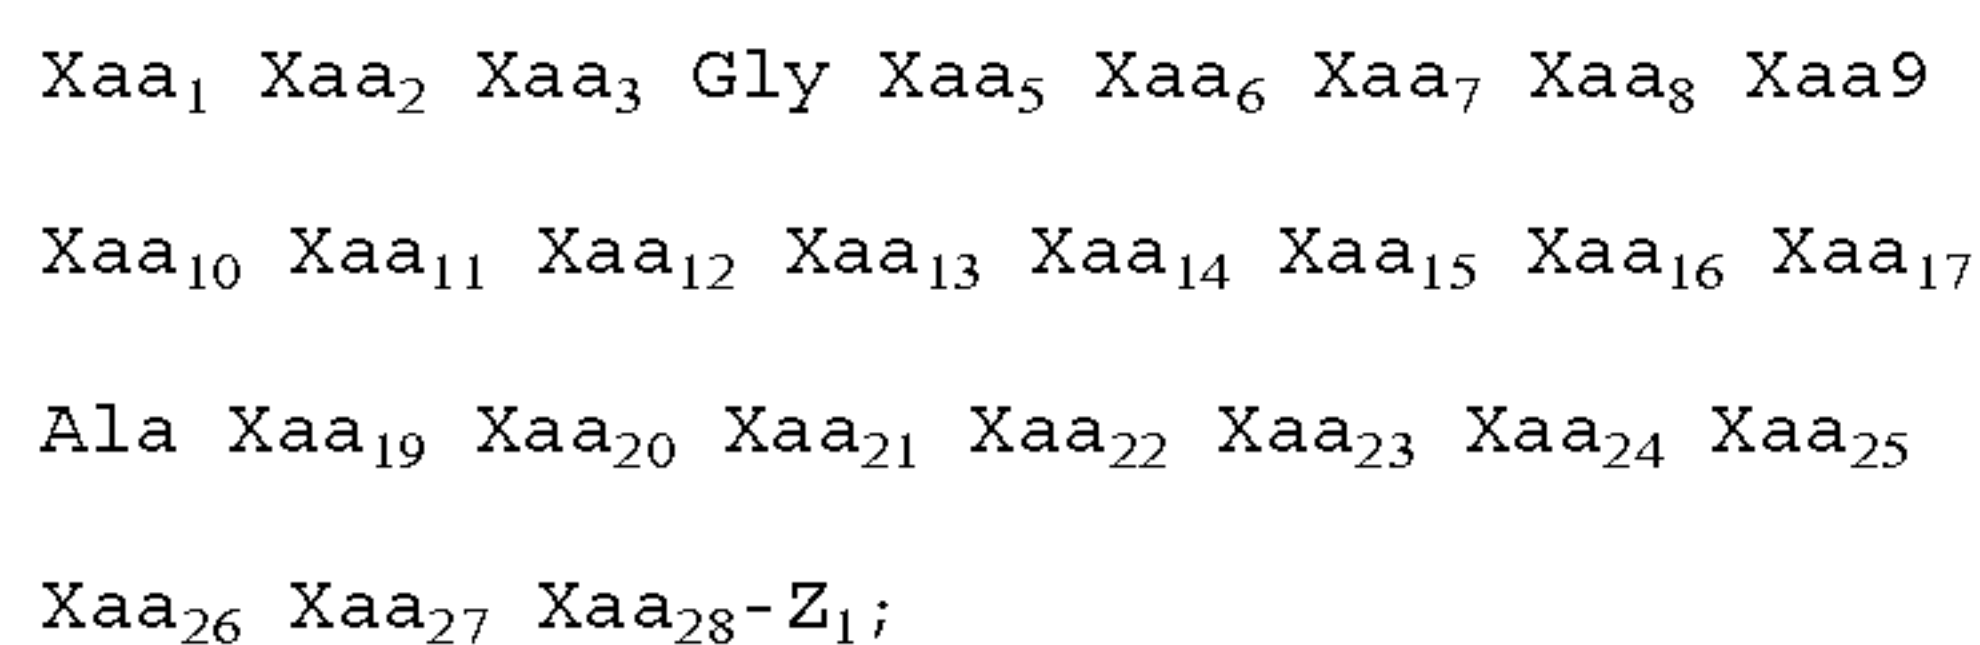 Xaa₁ Xaa₂ Xaa₃ Gly Xaa₅ Xaa₆ Xaa₇ Xaa₈ Xaa9
Xaa₁₀ Xaa₁₁ Xaa₁₂ Xaa₁₃ Xaa₁₄ Xaa₁₅ Xaa₁₆ Xaa₁₇
Ala Xaa₁₉ Xaa₂₀ Xaa₂₁ Xaa₂₂ Xaa₂₃ Xaa₂₄ Xaa₂₅
Xaa₂₆ Xaa₂₇ Xaa₂₈-Z₁;